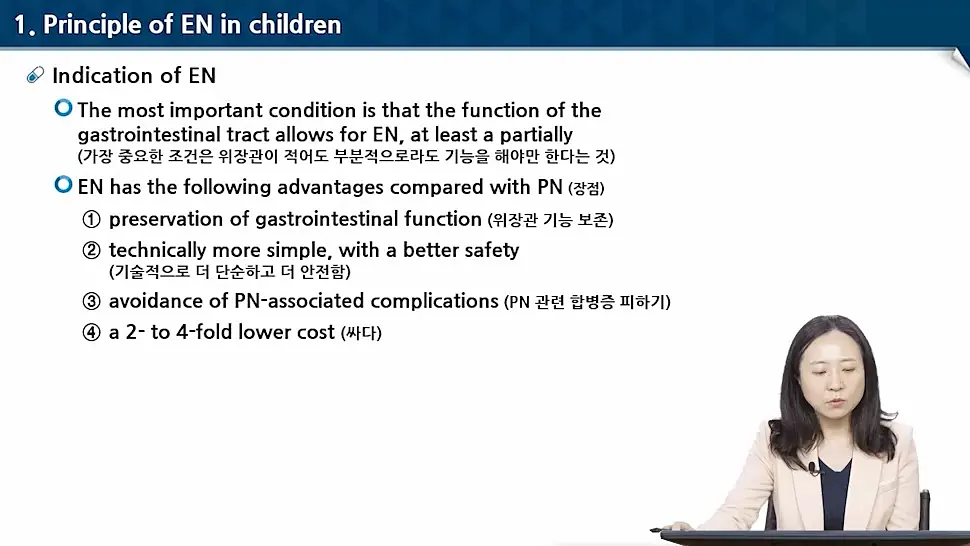 1. Principle of EN in children
Indication of EN
The most important condition is that the function of the
gastrointestinal tract allows for EN, at least a partially
(가장 중요한 조건은 위장관이 적어도 부분적으로라도 기능을 해야만 한다는 것)
EN has the following advantages compared with PN (장점)
① preservation of gastrointestinal function (위장관 기능 보존)
② technically more simple, with a better safety
(기술적으로 더 단순하고 더 안전함)
③ avoidance of PN-associated complications (PN 관련 합병증 피하기)
④ a 2- to 4-fold lower cost (싸다)